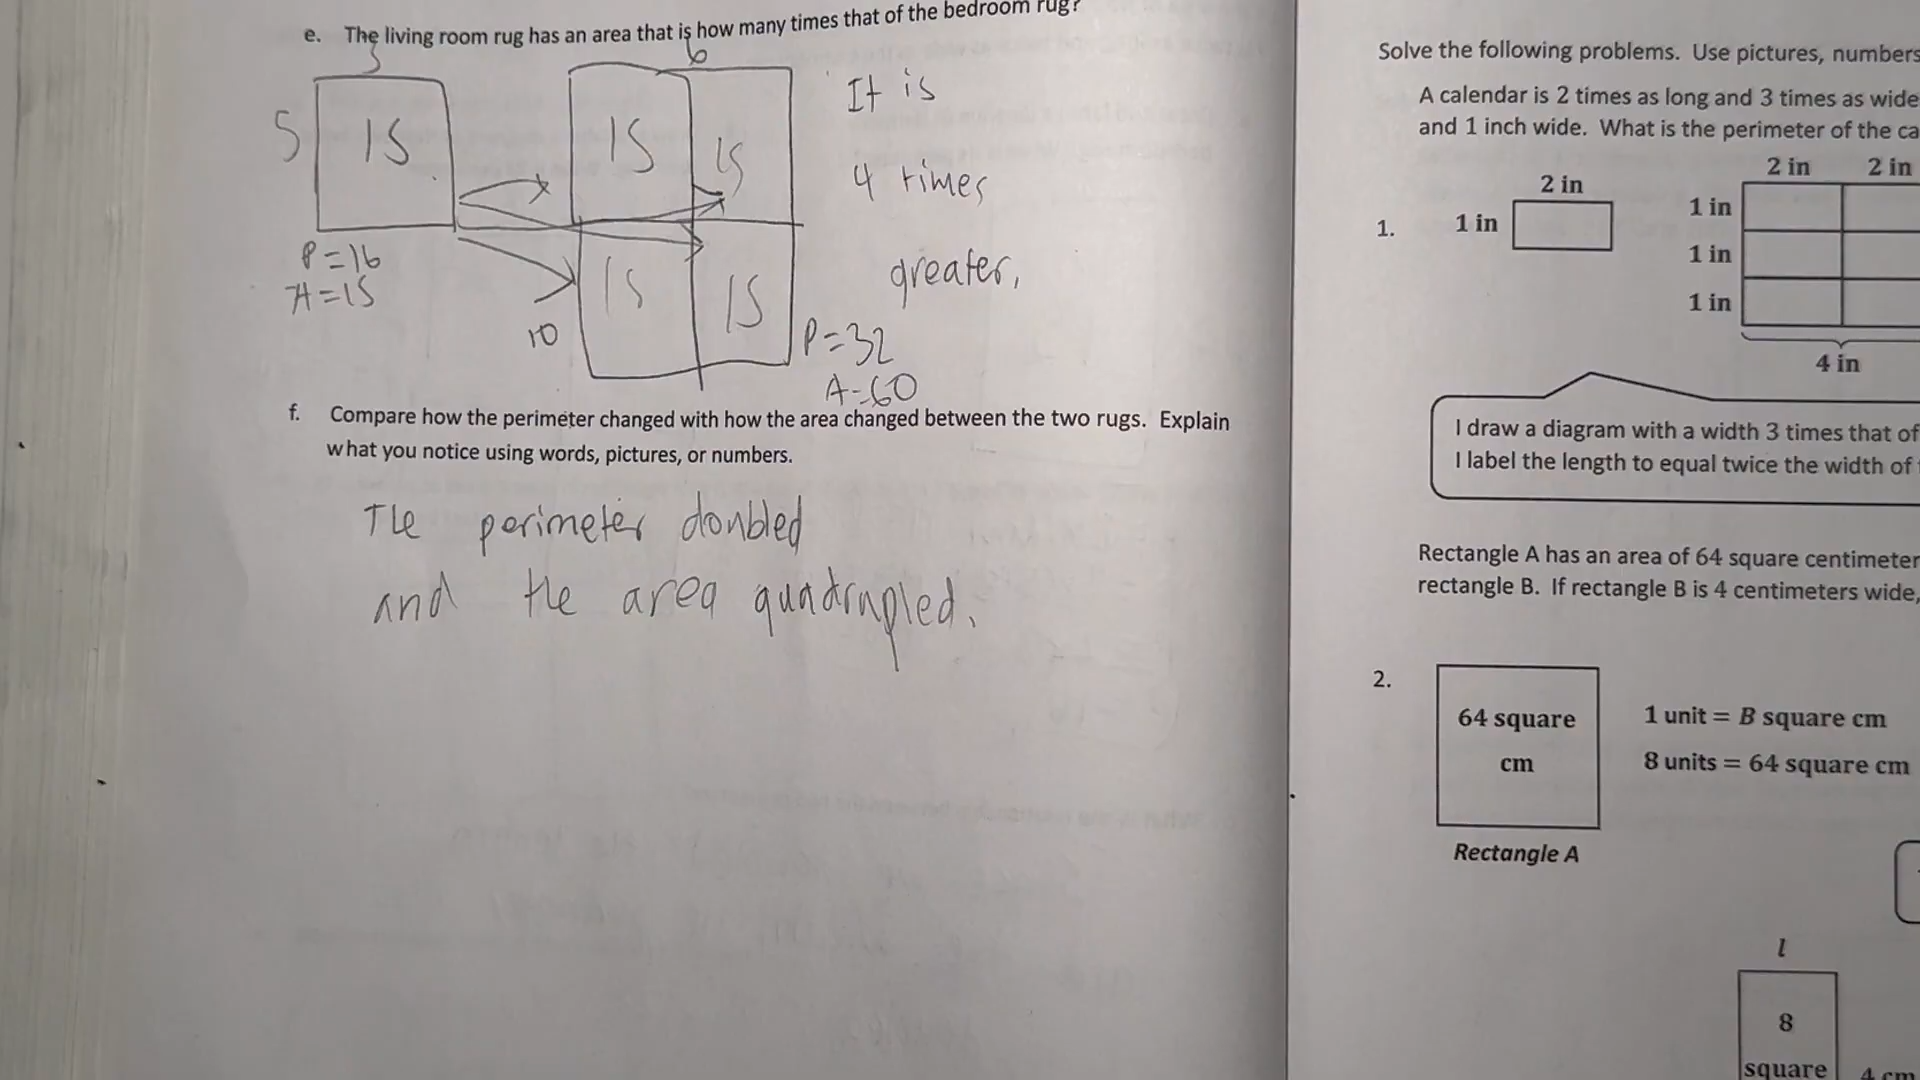 e. The living room rug has an area that is how many times that of the bedroom rug?
3
5
15
P=16
A=15
6
15
15
15
15
10
P=32
A=60
It is
4 times
greater,
f. Compare how the perimeter changed with how the area changed between the two rugs. Explain
what you notice using words, pictures, or numbers.
The perimeter doubled
and the area quadrupled.
Solve the following problems. Use pictures, numbers
A calendar is 2 times as long and 3 times as wide
and 1 inch wide. What is the perimeter of the ca
1.
2 in
1 in
2 in
2 in
1 in
1 in
1 in
4 in
I draw a diagram with a width 3 times that of
I label the length to equal twice the width of
Rectangle A has an area of 64 square centimeter
rectangle B. If rectangle B is 4 centimeters wide,
2.
64 square
cm
Rectangle A
1 unit = B square cm
8 units = 64 square cm
l
8
square
4 cm